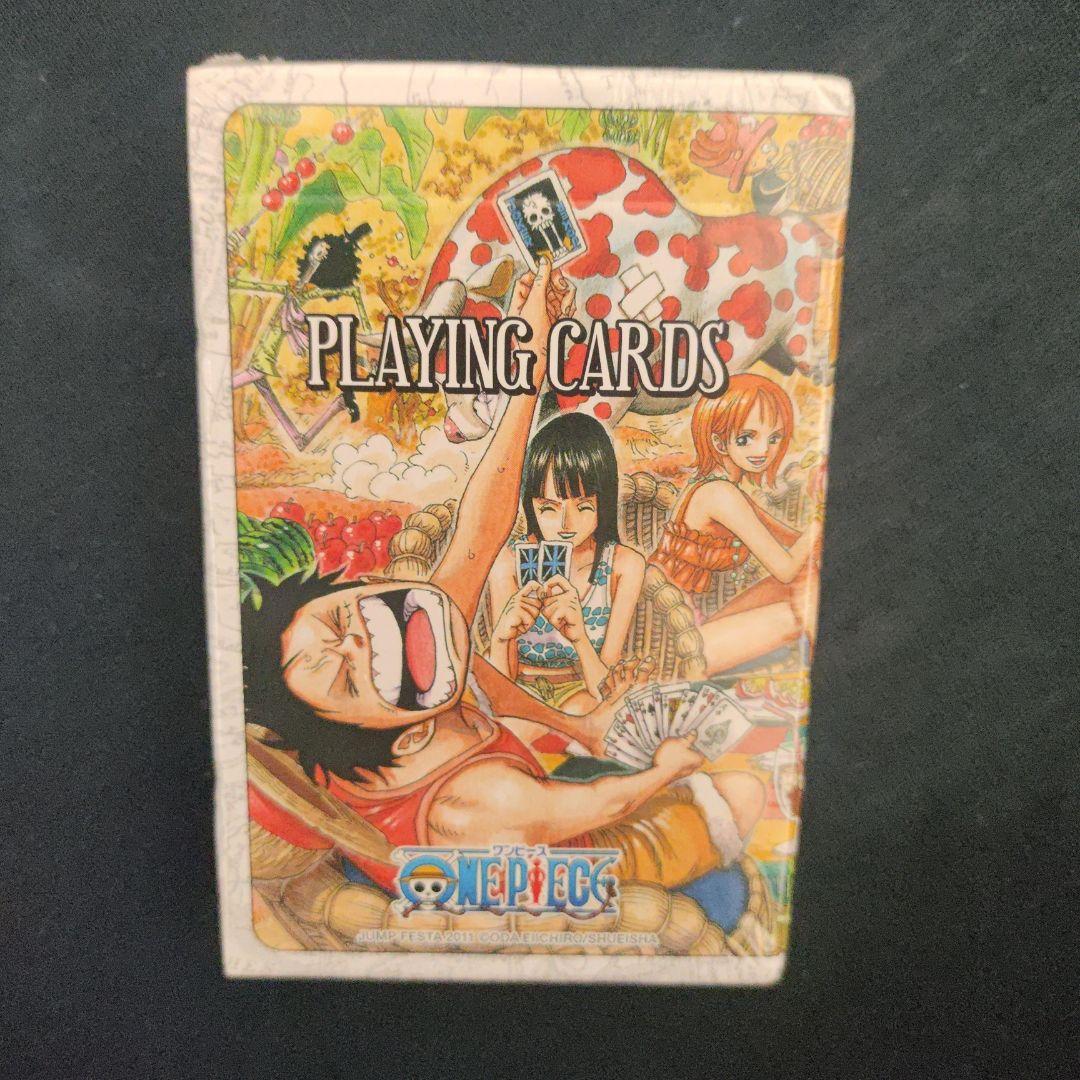 PLAYING CARDS
ワンピース
ONE PIECE
JUMP FESTA 2011 ©ODA EIICHIRO/SHUEISHA